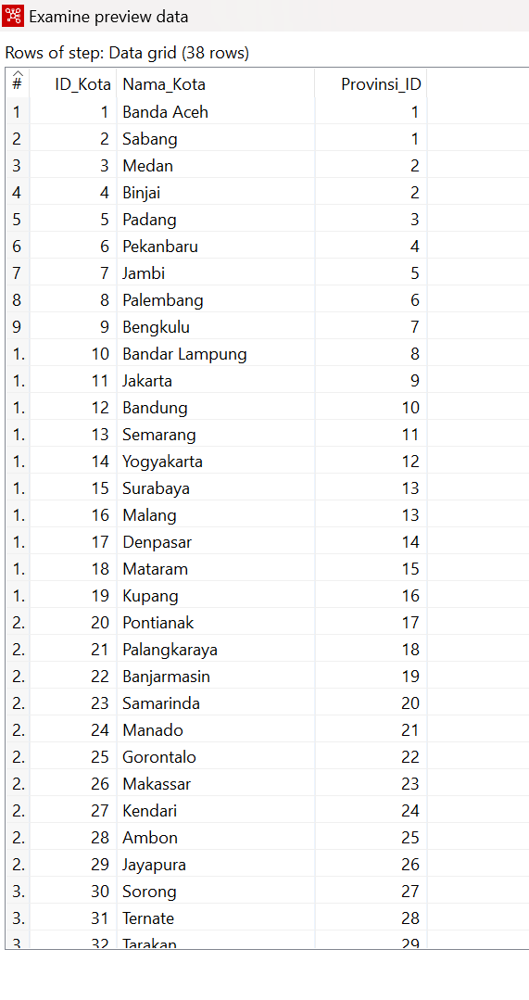 Examine preview data
Rows of step: Data grid (38 rows)
# ID_Kota Nama_Kota Provinsi_ID
1 1 Banda Aceh 1
2 2 Sabang 1
3 3 Medan 2
4 4 Binjai 2
5 5 Padang 3
6 6 Pekanbaru 4
7 7 Jambi 5
8 8 Palembang 6
9 9 Bengkulu 7
1. 10 Bandar Lampung 8
1. 11 Jakarta 9
1. 12 Bandung 10
1. 13 Semarang 11
1. 14 Yogyakarta 12
1. 15 Surabaya 13
1. 16 Malang 13
1. 17 Denpasar 14
1. 18 Mataram 15
1. 19 Kupang 16
2. 20 Pontianak 17
2. 21 Palangkaraya 18
2. 22 Banjarmasin 19
2. 23 Samarinda 20
2. 24 Manado 21
2. 25 Gorontalo 22
2. 26 Makassar 23
2. 27 Kendari 24
2. 28 Ambon 25
2. 29 Jayapura 26
3. 30 Sorong 27
3. 31 Ternate 28
3. 32 Tarakan 29